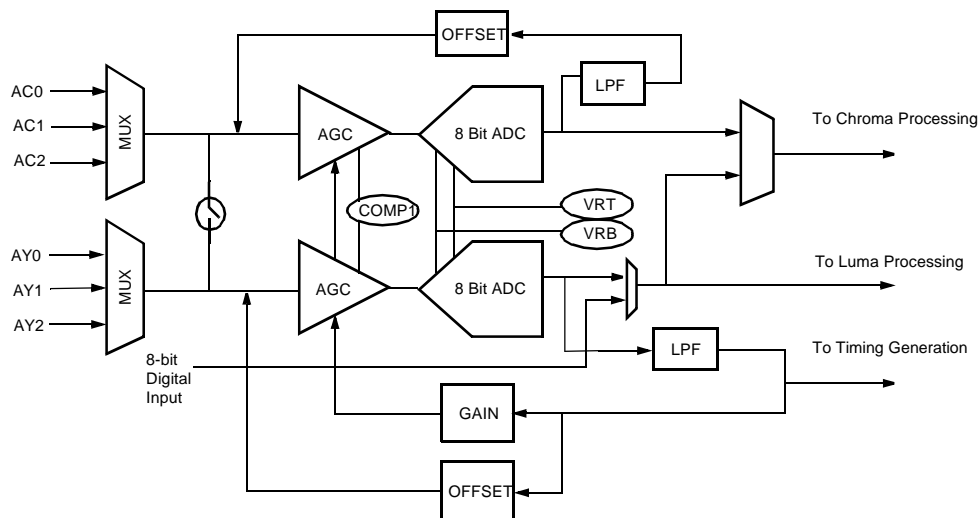 OFFSET
LPF
AC0
AC1
AC2
MUX
AGC
8 Bit ADC
To Chroma Processing
COMP1
VRT
VRB
AY0
AY1
AY2
MUX
AGC
8 Bit ADC
To Luma Processing
8-bit
Digital
Input
LPF
To Timing Generation
GAIN
OFFSET